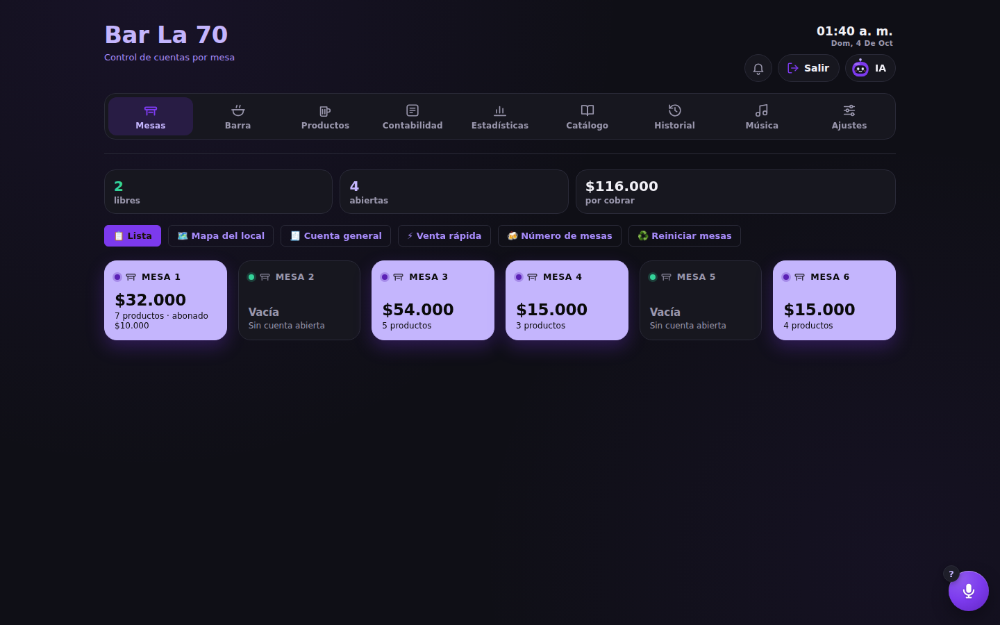 Bar La 70
Control de cuentas por mesa
01:40 a. m.
Dom, 4 De Oct
Salir
IA
Mesas
Barra
Productos
Contabilidad
Estadísticas
Catálogo
Historial
Música
Ajustes
2
libres
4
abiertas
$116.000
por cobrar
Lista
Mapa del local
Cuenta general
Venta rápida
Número de mesas
Reiniciar mesas
MESA 1
$32.000
7 productos · abonado
$10.000
MESA 2
Vacía
Sin cuenta abierta
MESA 3
$54.000
5 productos
MESA 4
$15.000
3 productos
MESA 5
Vacía
Sin cuenta abierta
MESA 6
$15.000
4 productos
?